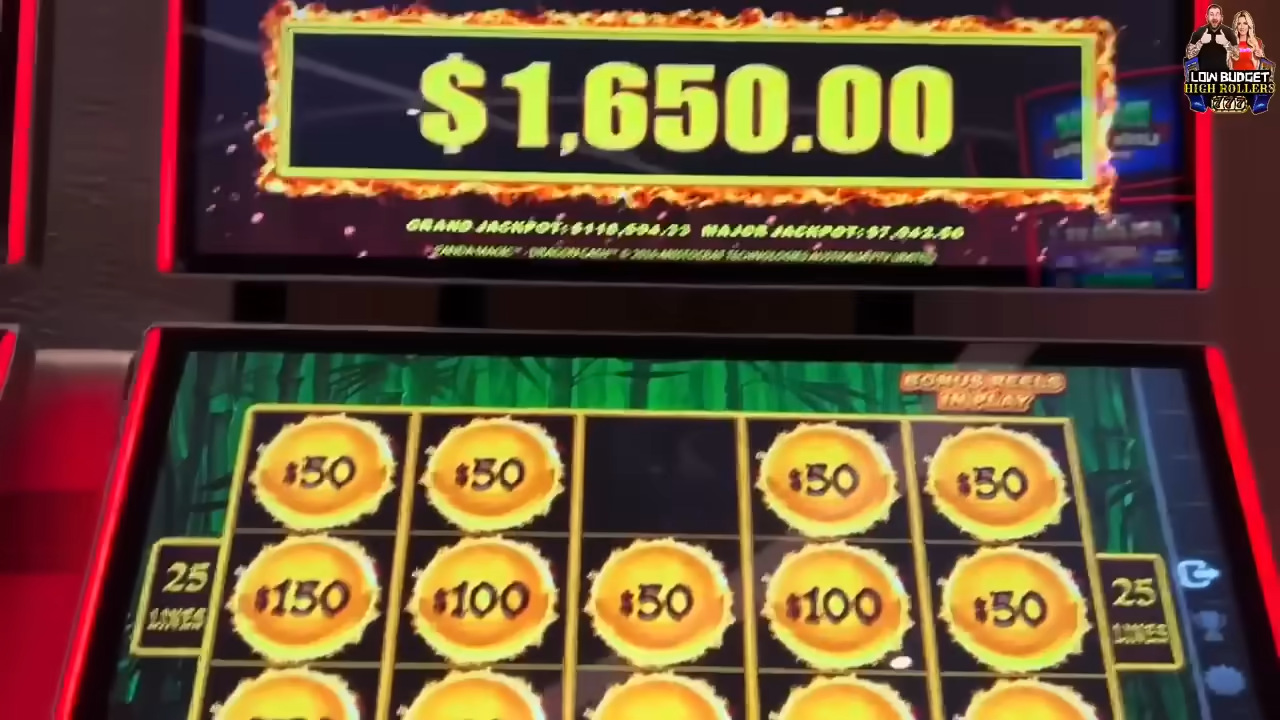 LOW BUDGET
HIGH ROLLERS
777
$1,650.00
GRAND JACKPOT: MAJOR JACKPOT:
BONUS REELS
IN PLAY
$50 $50 $50 $50
25 $150 $100 $50 $100 $50 25
LINES LINES